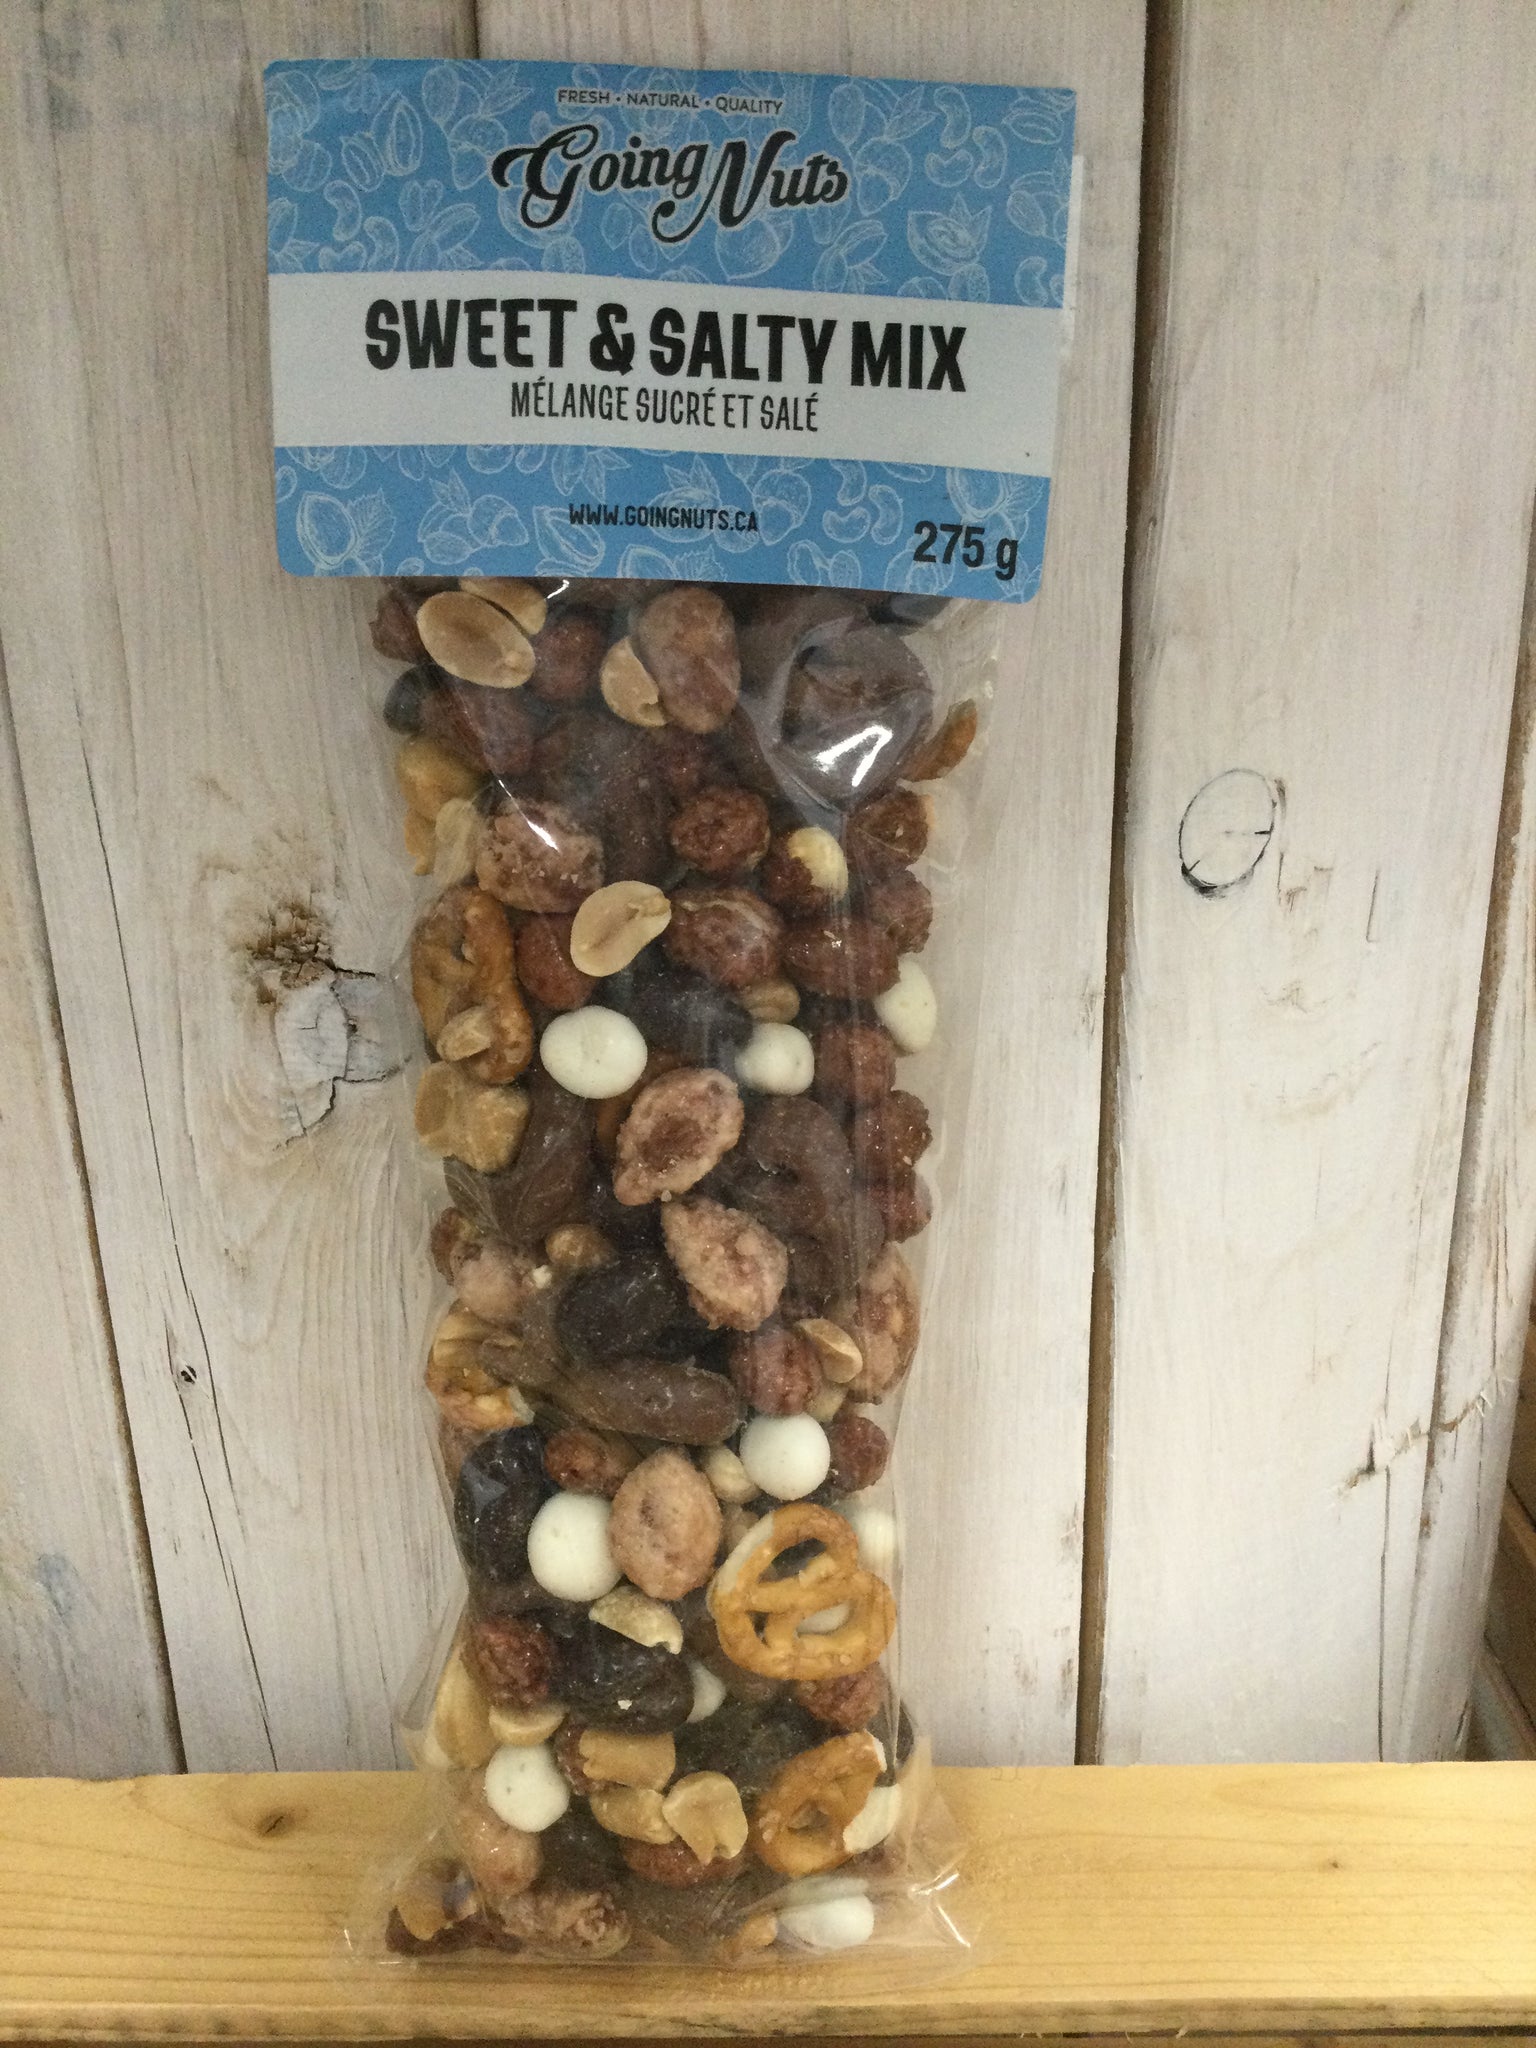 FRESH • NATURAL • QUALITY
Going Nuts
SWEET & SALTY MIX
MÉLANGE SUCRÉ ET SALÉ
WWW.GOINGNUTS.CA
275 g